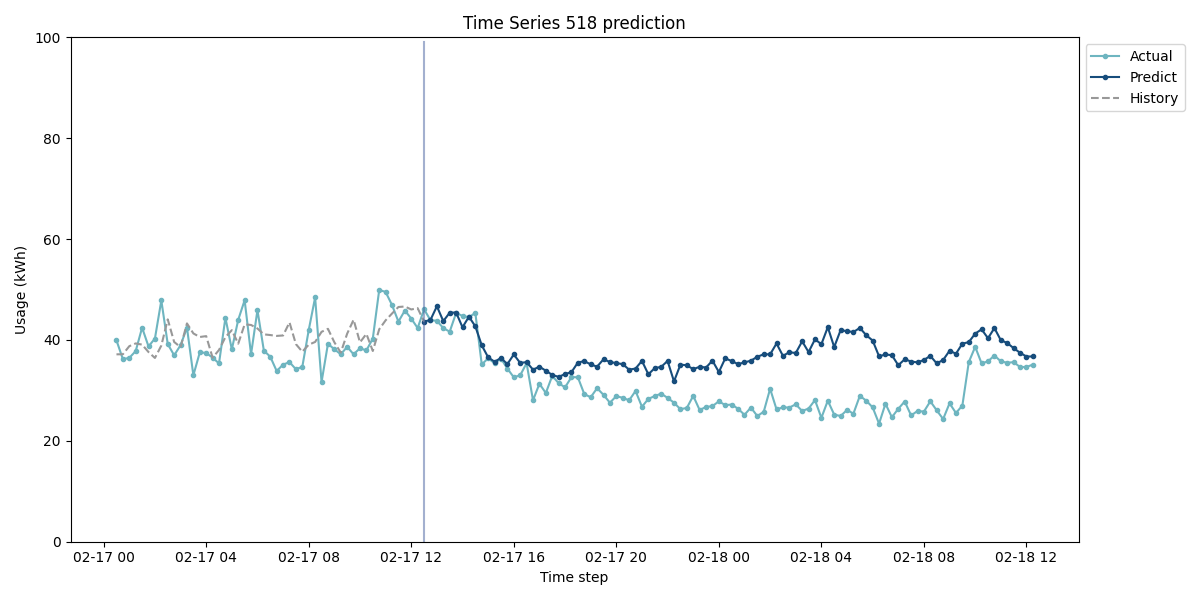 Time Series 518 prediction
100
80
60
40
20
0
Usage (kWh)
02-17 00 02-17 04 02-17 08 02-17 12 02-17 16 02-17 20 02-18 00 02-18 04 02-18 08 02-18 12
Time step
Actual
Predict
History